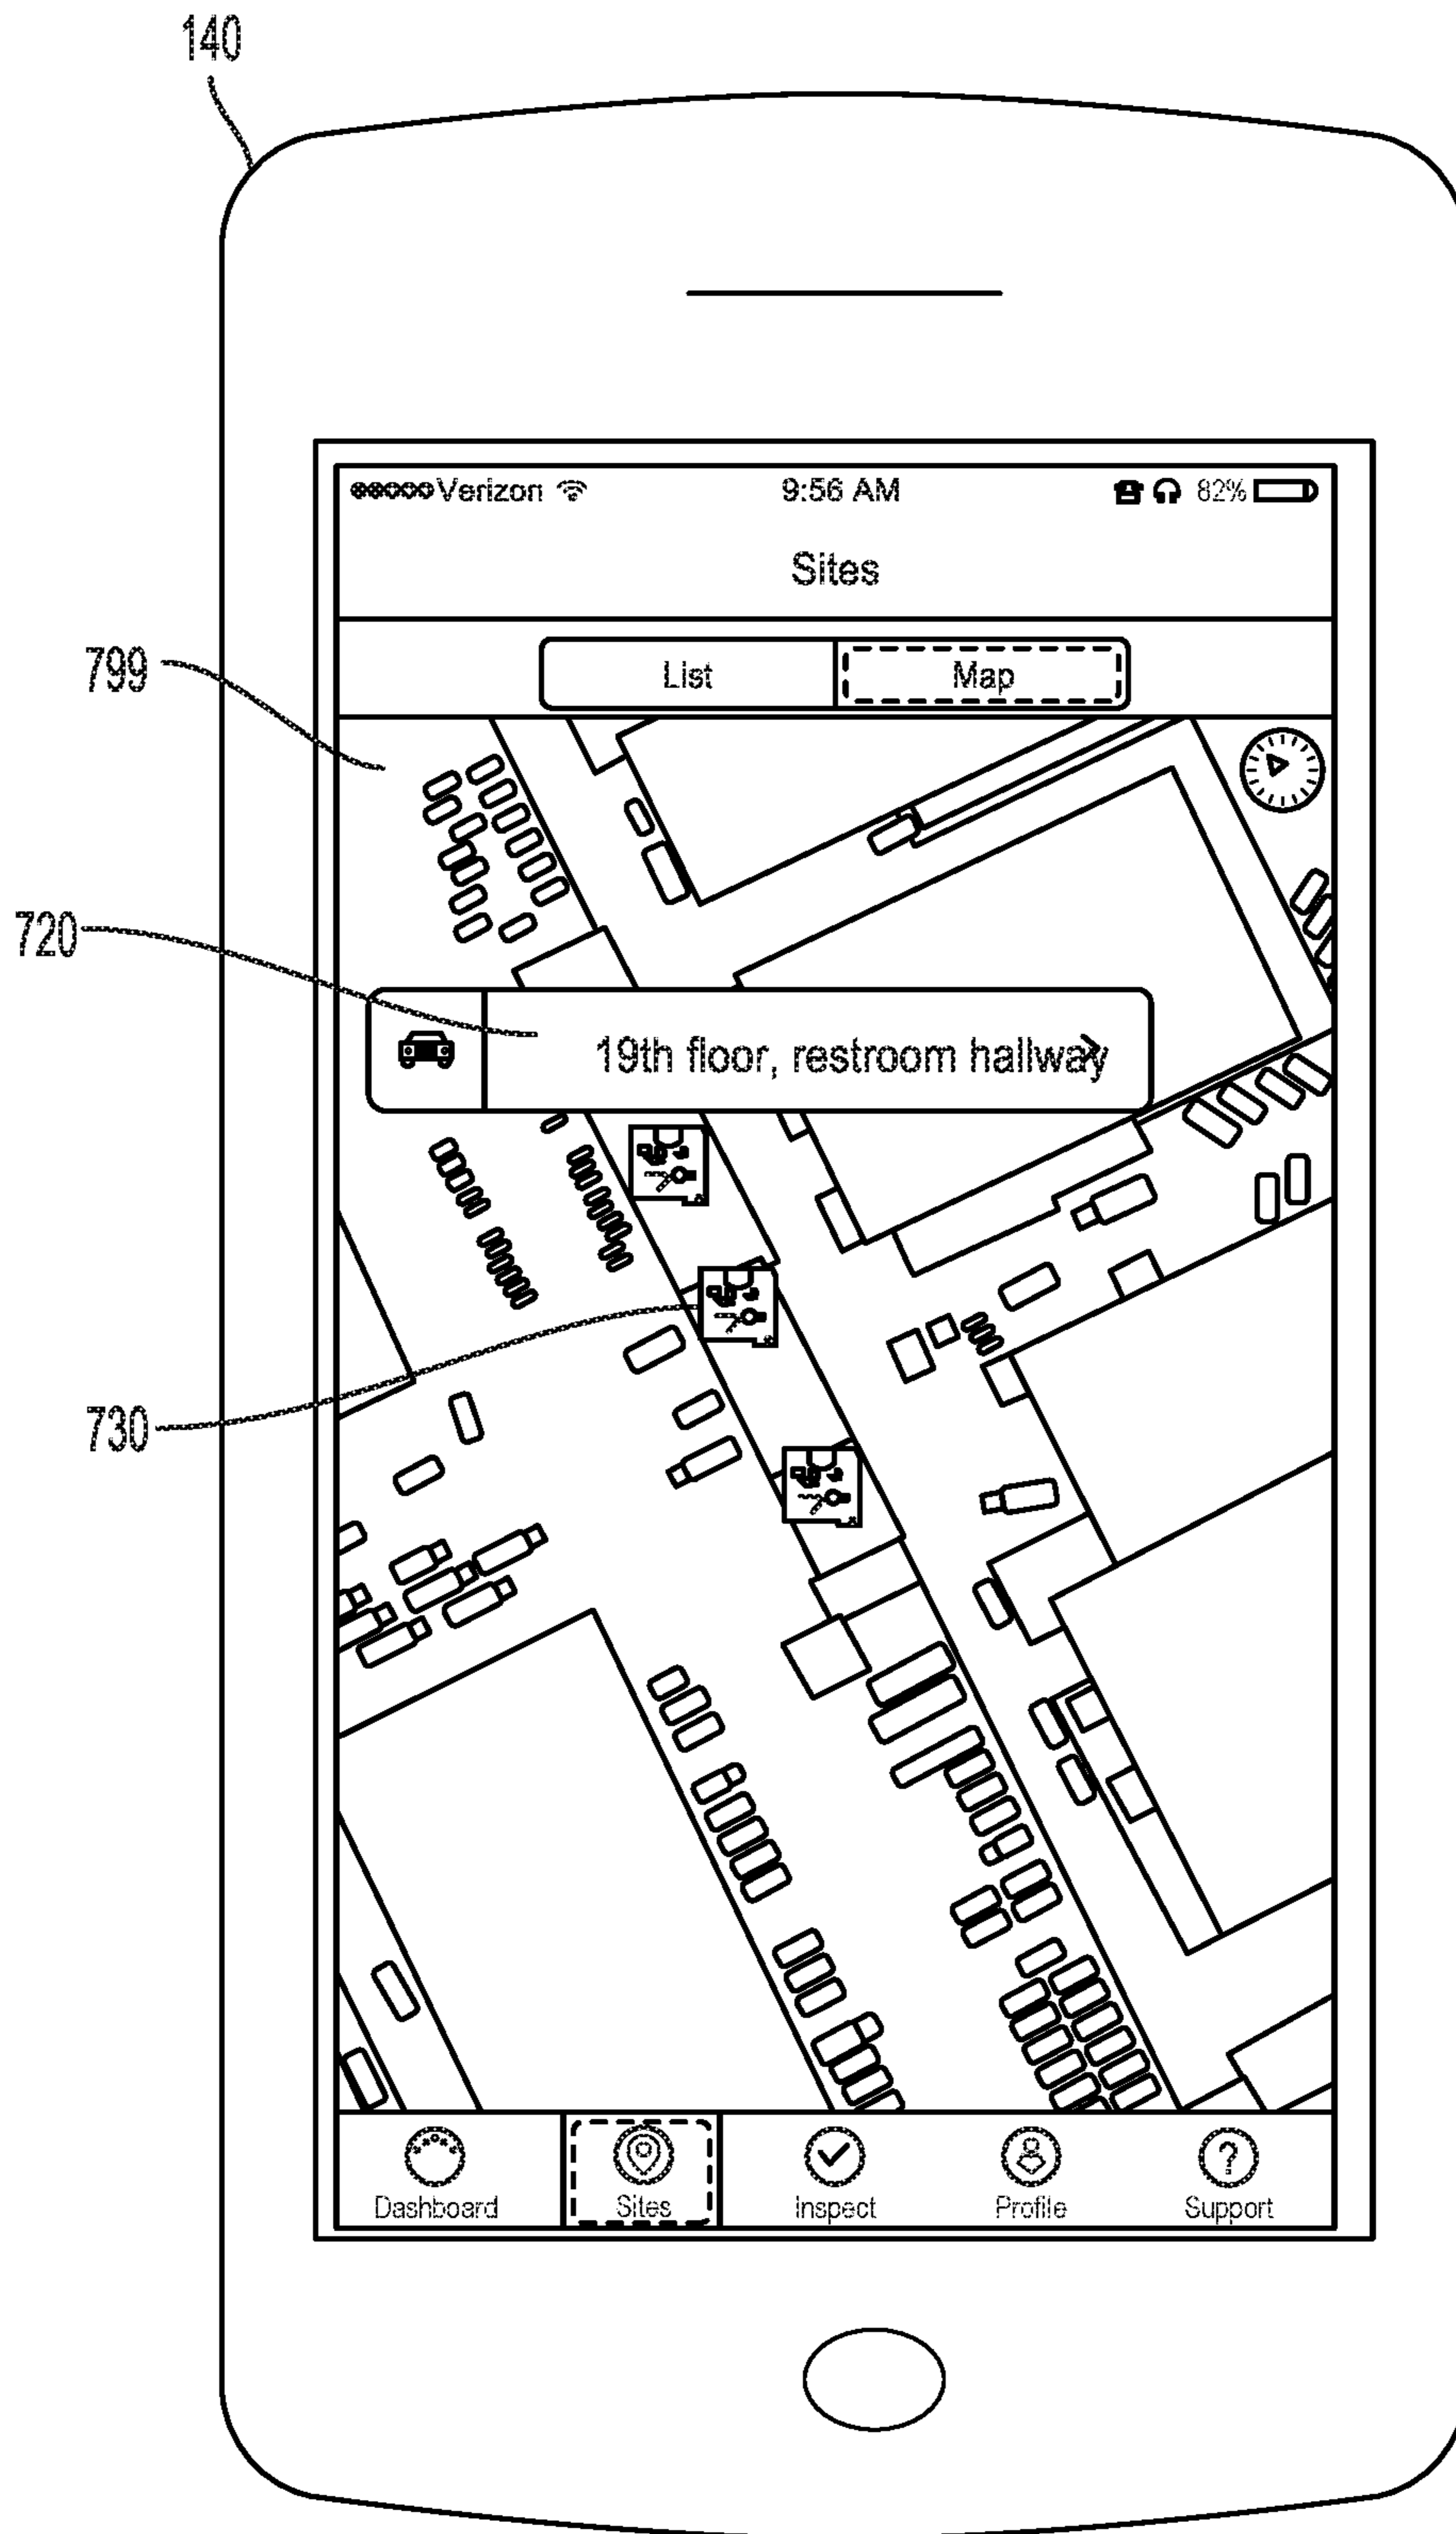 140
Verizon 9:56 AM 82%
Sites
799
List Map
720
19th floor, restroom hallway
730
Dashboard Sites Inspect Profile Support